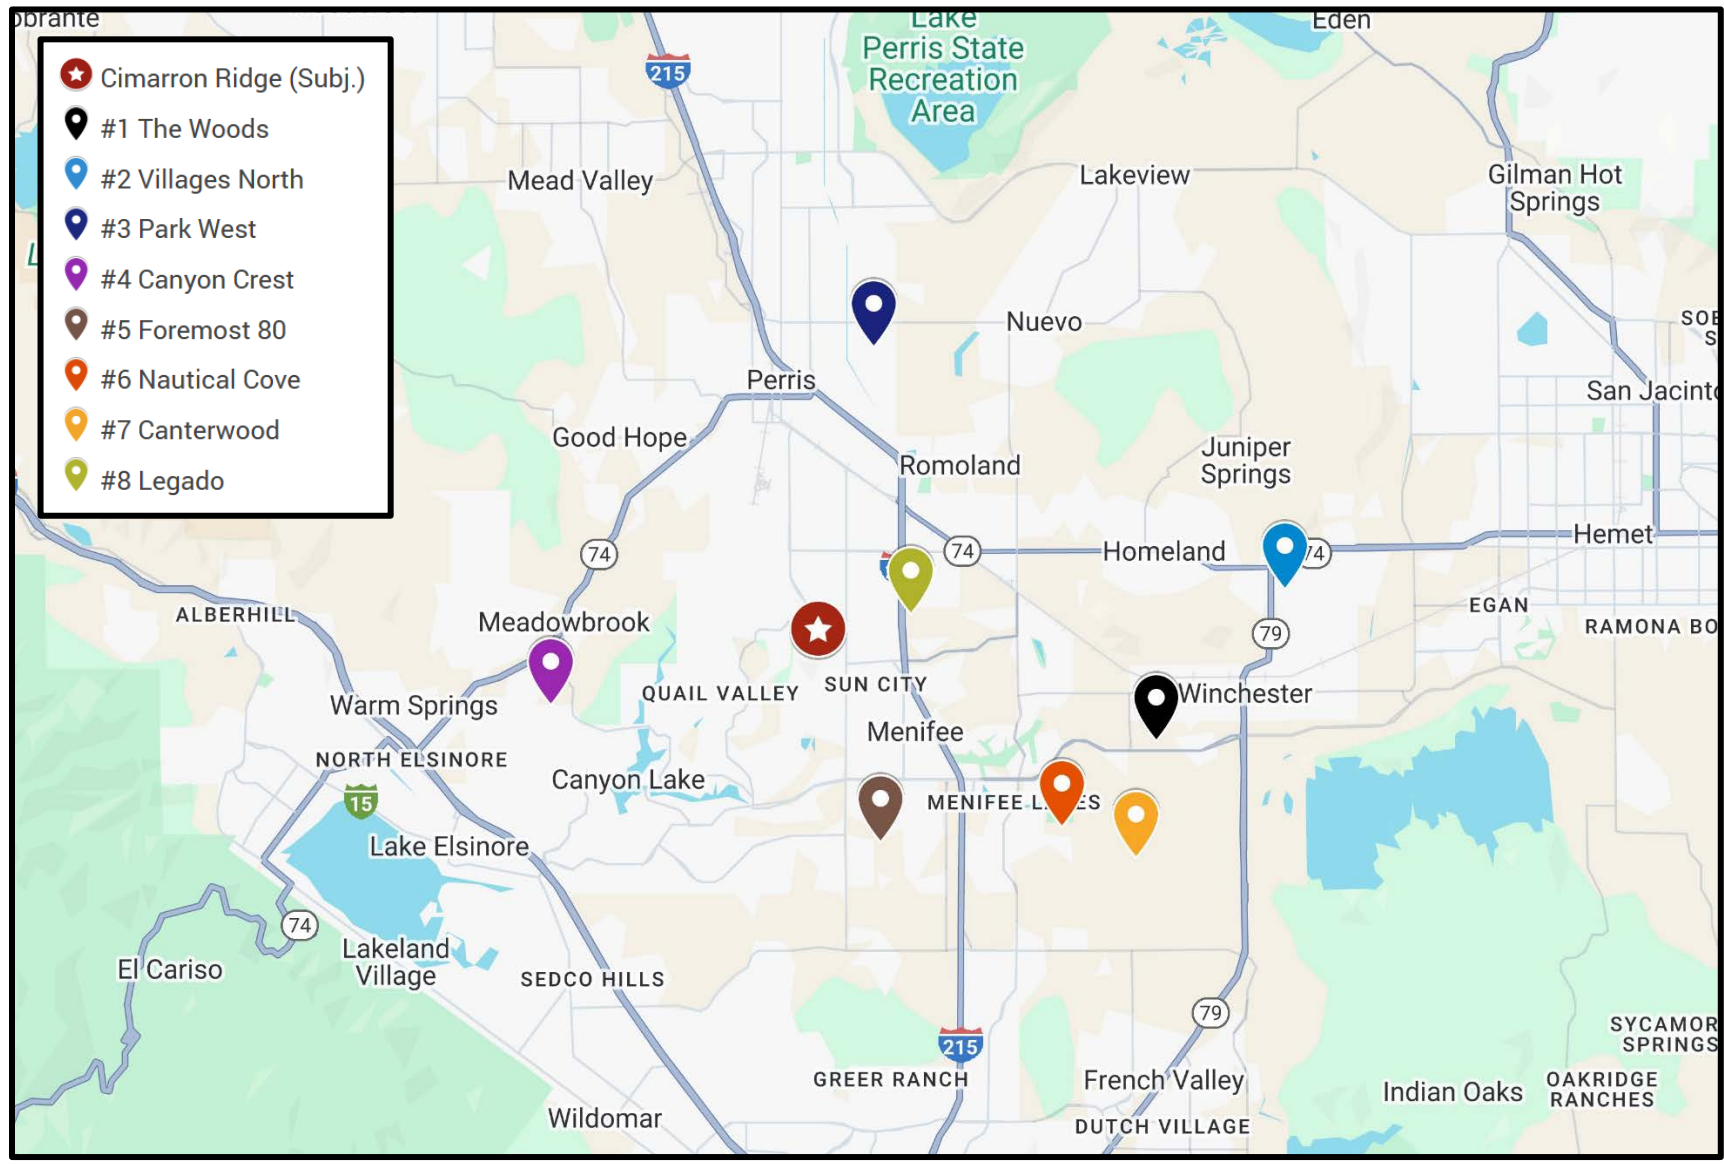 Cimarron Ridge (Subj.)
#1 The Woods
#2 Villages North
#3 Park West
#4 Canyon Crest
#5 Foremost 80
#6 Nautical Cove
#7 Canterwood
#8 Legado
Lake
Perris State
Recreation
Area
Eden
215
Mead Valley
Lakeview
Gilman Hot
Springs
Nuevo
Perris
San Jacinto
Good Hope
Romoland
Juniper
Springs
Hemet
74
74
Homeland
74
EGAN
ALBERHILL
Meadowbrook
79
RAMONA BO
QUAIL VALLEY
SUN CITY
Winchester
Warm Springs
Menifee
NORTH ELSINORE
Canyon Lake
15
MENIFEE LAKES
Lake Elsinore
74
Lakeland
Village
El Cariso
SEDCO HILLS
79
SYCAMOR
SPRINGS
215
GREER RANCH
French Valley
Indian Oaks
OAKRIDGE
RANCHES
Wildomar
DUTCH VILLAGE